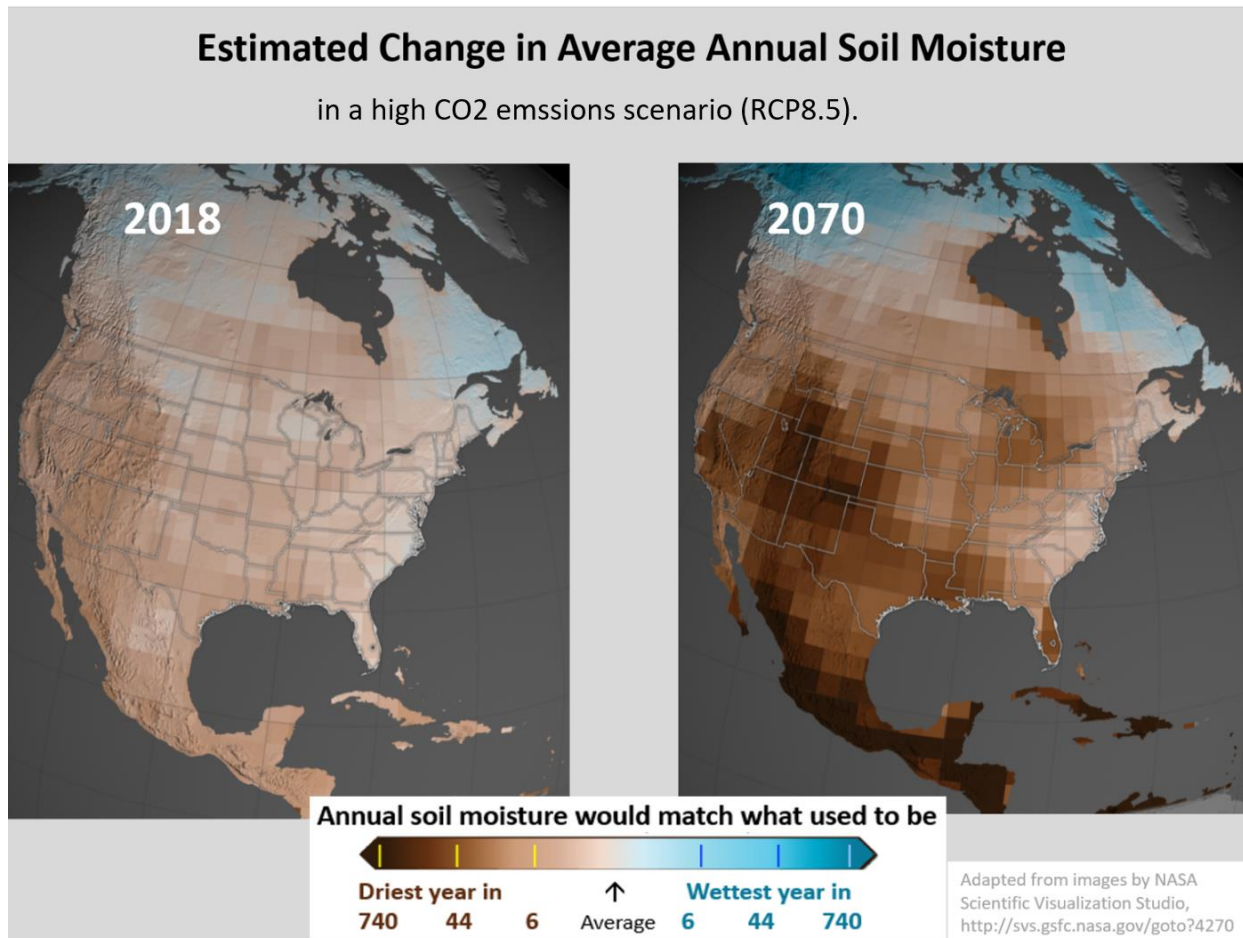 Estimated Change in Average Annual Soil Moisture
in a high CO2 emssions scenario (RCP8.5).
2018
2070
Annual soil moisture would match what used to be
Driest year in
Wettest year in
740 44 6 Average 6 44 740
Adapted from images by NASA
Scientific Visualization Studio,
http://svs.gsfc.nasa.gov/goto?4270